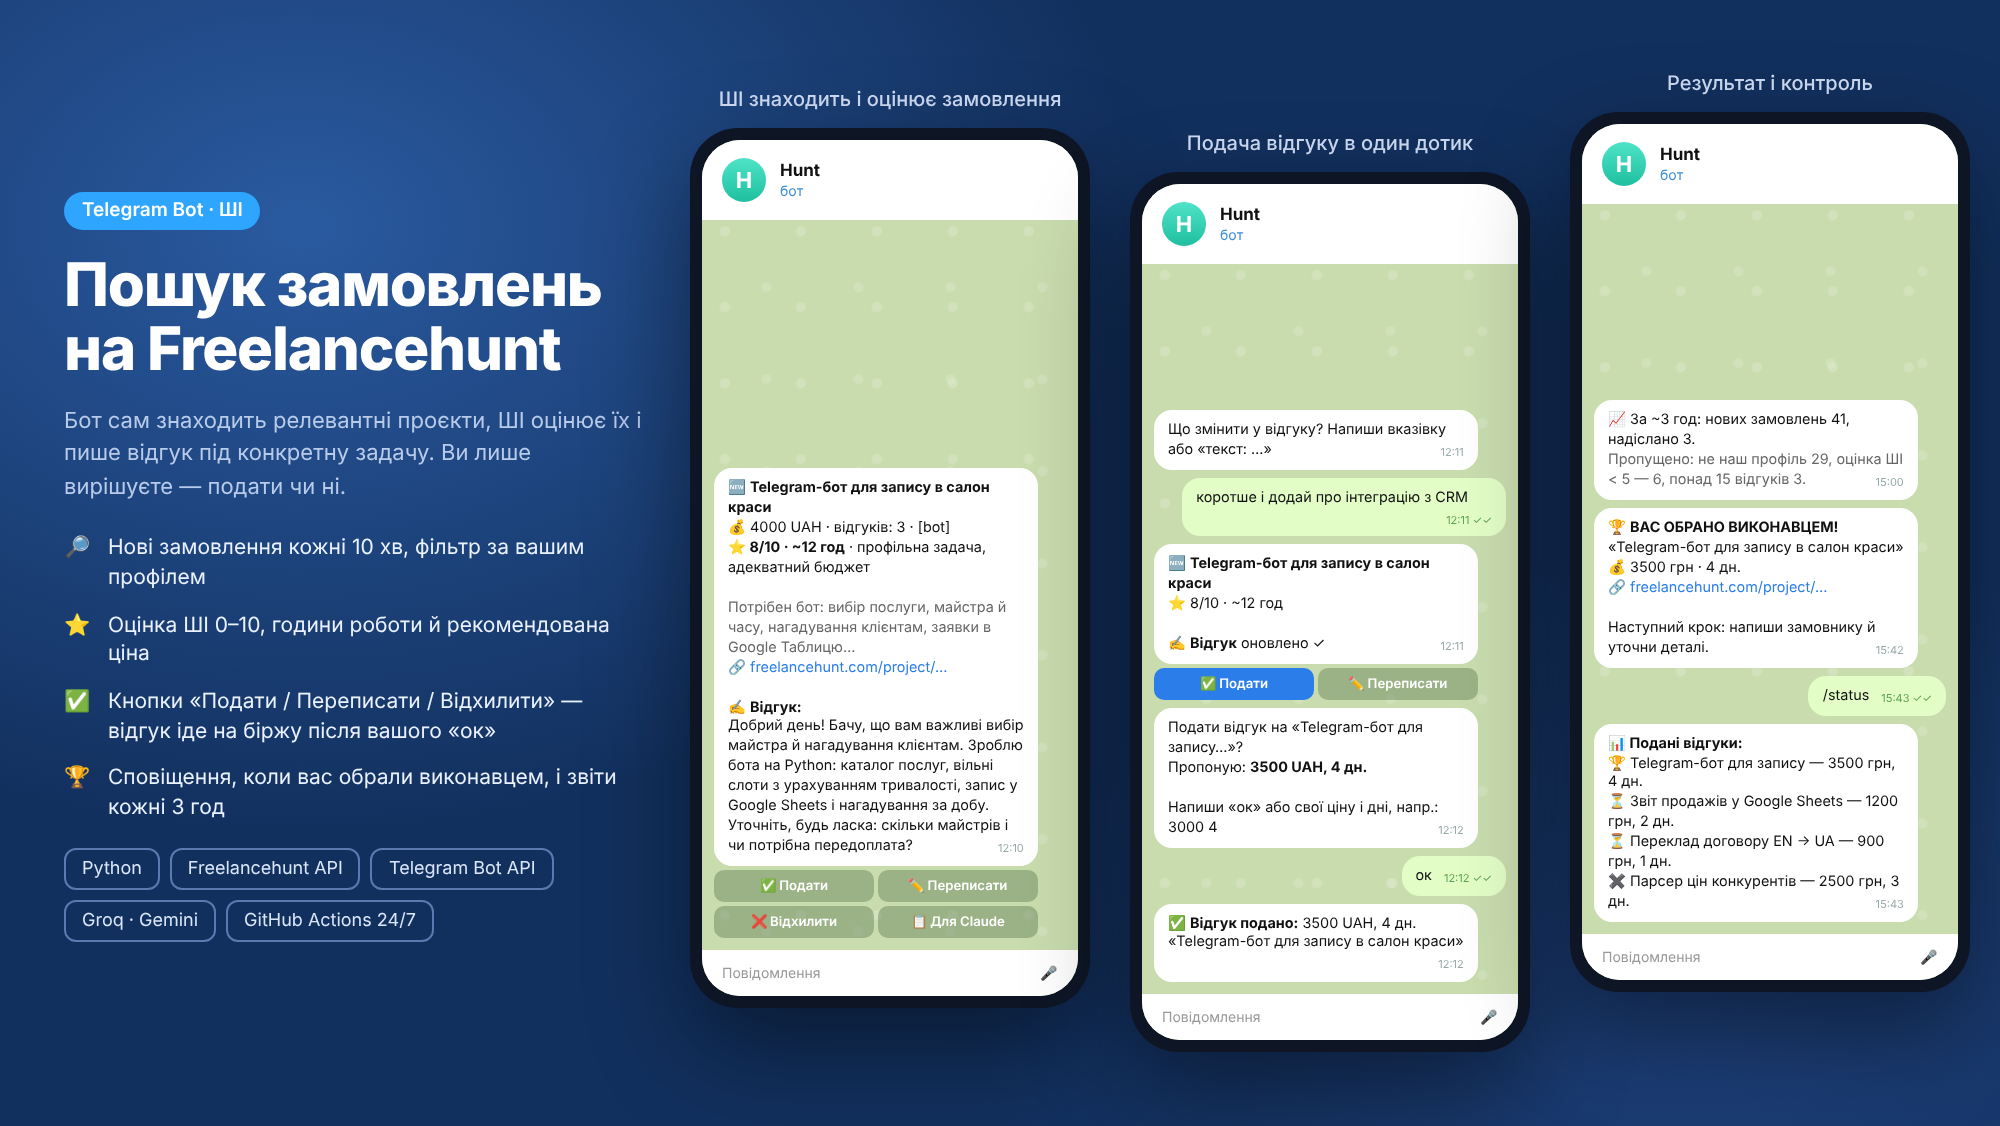 Telegram Bot · ШІ
Пошук замовлень
на Freelancehunt
Бот сам знаходить релевантні проєкти, ШІ оцінює їх і
пише відгук під конкретну задачу. Ви лише
вирішуєте — подати чи ні.
🔎 Нові замовлення кожні 10 хв, фільтр за вашим
профілем
⭐ Оцінка ШІ 0–10, години роботи й рекомендована
ціна
✅ Кнопки «Подати / Переписати / Відхилити» —
відгук іде на біржу після вашого «ок»
🏆 Сповіщення, коли вас обрали виконавцем, і звіти
кожні 3 год
Python
Freelancehunt API
Telegram Bot API
Groq · Gemini
GitHub Actions 24/7
ШІ знаходить і оцінює замовлення
H
Hunt
бот
🆕 Telegram-бот для запису в салон
краси
💰 4000 UAH · відгуків: 3 · [bot]
⭐ 8/10 · ~12 год · профільна задача,
адекватний бюджет
Потрібен бот: вибір послуги, майстра й
часу, нагадування клієнтам, заявки в
Google Таблицю...
🔗 freelancehunt.com/project/...
✍️ Відгук:
Добрий день! Бачу, що вам важливі вибір
майстра й нагадування клієнтам. Зроблю
бота на Python: каталог послуг, вільні
слоти з урахуванням тривалості, запис у
Google Sheets і нагадування за добу.
Уточніть, будь ласка: скільки майстрів і
чи потрібна передоплата? 12:10
✅ Подати
✏️ Переписати
❌ Відхилити
📋 Для Claude
Повідомлення
Подача відгуку в один дотик
H
Hunt
бот
Що змінити у відгуку? Напиши вказівку
або «текст: ...» 12:11
коротше і додай про інтеграцію з CRM
12:11 ✓✓
🆕 Telegram-бот для запису в салон
краси
⭐ 8/10 · ~12 год
✍️ Відгук оновлено ✓ 12:11
✅ Подати
✏️ Переписати
Подати відгук на «Telegram-бот для
запису...»?
Пропоную: 3500 UAH, 4 дн.
Напиши «ок» або свої ціну і дні, напр.:
3000 4 12:12
ок 12:12 ✓✓
✅ Відгук подано: 3500 UAH, 4 дн.
«Telegram-бот для запису в салон краси»
12:12
Повідомлення
Результат і контроль
H
Hunt
бот
📈 За ~3 год: нових замовлень 41,
надіслано 3.
Пропущено: не наш профіль 29, оцінка ШІ
< 5 — 6, понад 15 відгуків 3. 15:00
🏆 ВАС ОБРАНО ВИКОНАВЦЕМ!
«Telegram-бот для запису в салон краси»
💰 3500 грн · 4 дн.
🔗 freelancehunt.com/project/...
Наступний крок: напиши замовнику й
уточни деталі. 15:42
/status 15:43 ✓✓
📊 Подані відгуки:
🏆 Telegram-бот для запису — 3500 грн,
4 дн.
⏳ Звіт продажів у Google Sheets — 1200
грн, 2 дн.
⏳ Переклад договору EN → UA — 900
грн, 1 дн.
✖️ Парсер цін конкурентів — 2500 грн, 3
дн. 15:43
Повідомлення